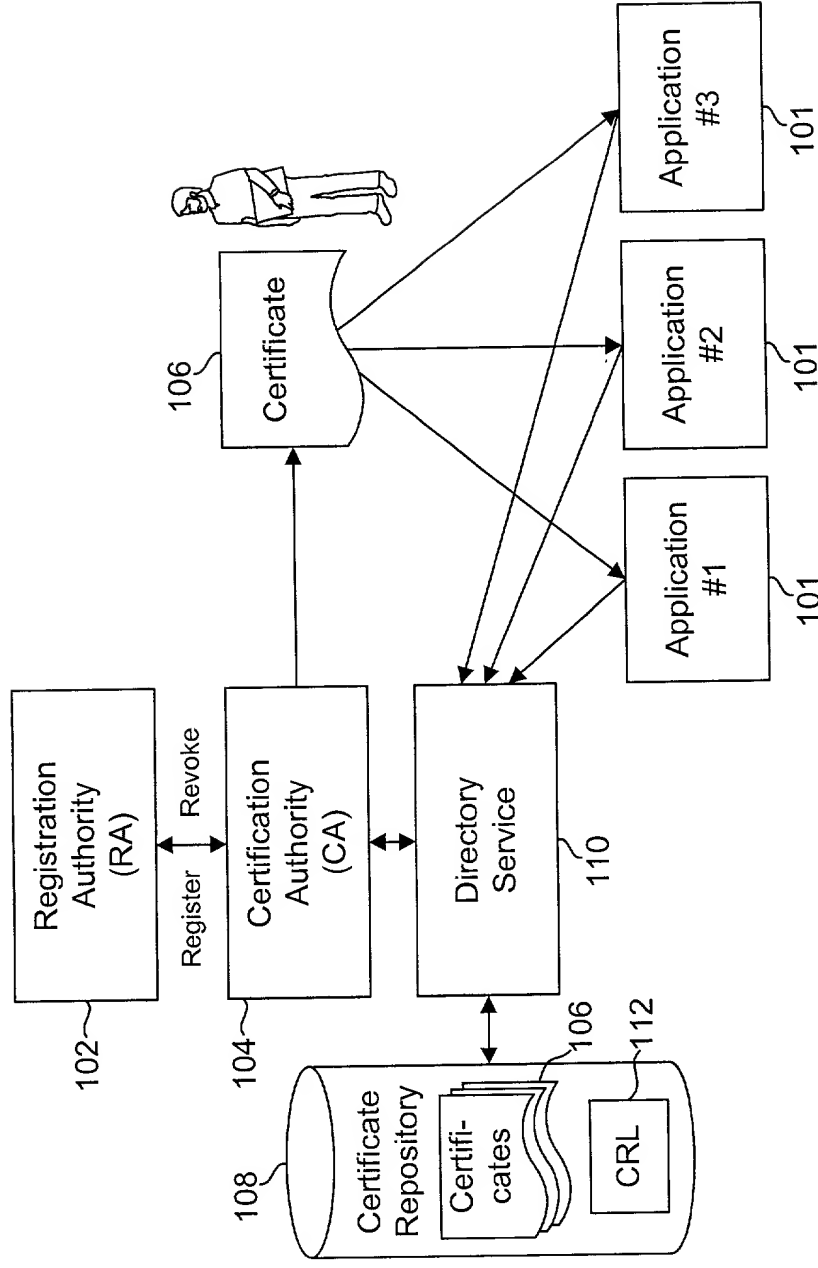 102
Registration
Authority
(RA)
Register
Revoke
104
Certification
Authority
(CA)
106
Certificate
108
Certificate
Repository
Certifi-
cates
106
CRL
112
Directory
Service
110
Application
#1
101
Application
#2
101
Application
#3
101